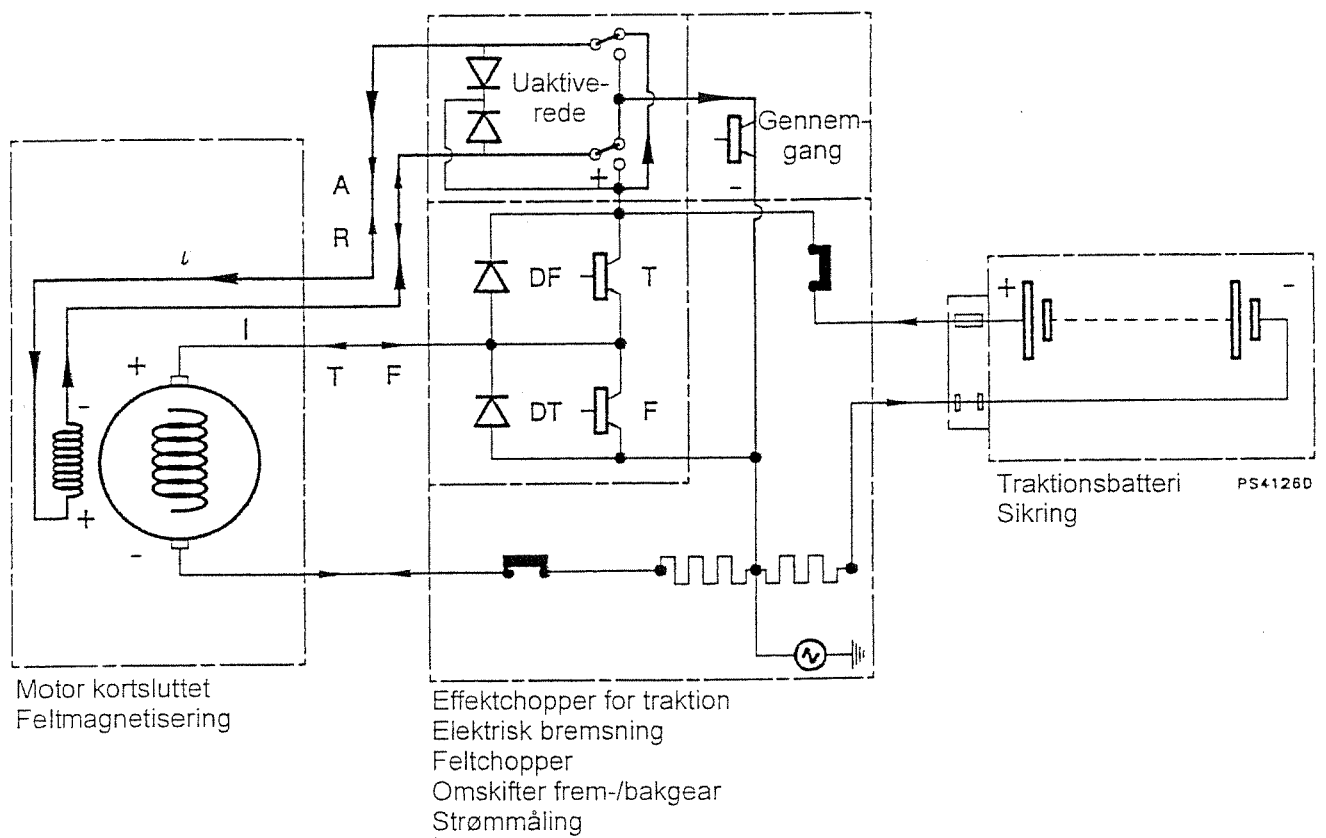 Uaktive-
rede
Gennem-
gang
+
-
A
R
ι
I
T F
DF T
DT F
+
-
-
+
+
-
Traktionsbatteri
Sikring
PS4126D
Motor kortsluttet
Feltmagnetisering
Effektchopper for traktion
Elektrisk bremsning
Feltchopper
Omskifter frem-/bakgear
Strømmåling